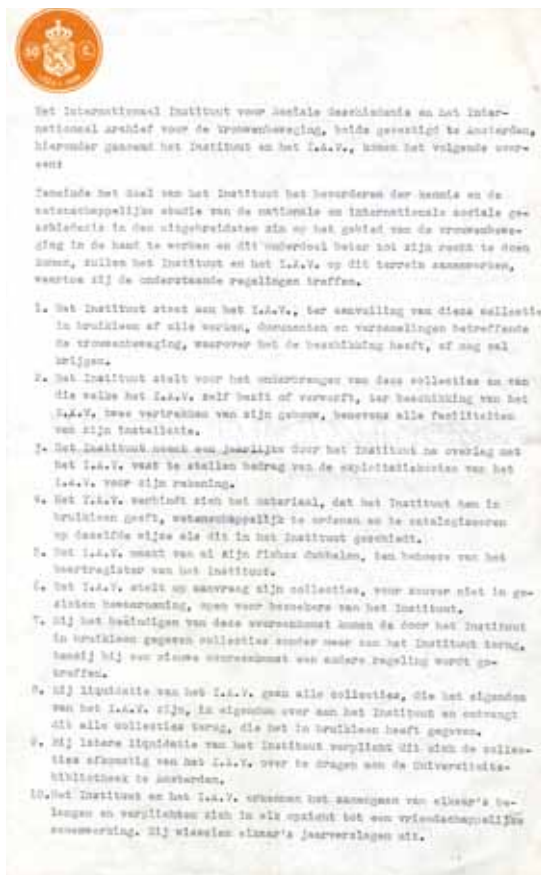 50 C.
Het Internationaal Instituut voor Sociale Geschiedenis en het Inter-
nationaal Archief voor de Vrouwenbeweging, beide gevestigd te Amsterdam,
hieronder genoemd het Instituut en het I.A.V., komen het volgende over-
een:
Teneinde het doel van het Instituut het bevorderen der kennis en de
wetenschappelijke studie van de nationale en internationale sociale ge-
schiedenis in den uitgebreidsten zin op het gebied van de vrouwenbewe-
ging in de hand te werken en dit onderdeel beter tot zijn recht te doen
komen, zullen het Instituut en het I.A.V. op dit terrein samenwerken,
waartoe zij de onderstaande regelingen treffen.
1. Het Instituut staat aan het I.A.V., ter aanvulling van diens collectie
in bruikleen af alle werken, documenten en verzamelingen betreffende
de vrouwenbeweging, waarover het de beschikking heeft, of nog zal
krijgen.
2. Het Instituut stelt voor het onderbrengen van deze collecties en van
die welke het I.A.V. zelf bezit of verwerft, ter beschikking van het
I.A.V. twee vertrekken van zijn gebouw, benevens alle faciliteiten
van zijn installatie.
3. Het Instituut neemt een jaarlijks door het Instituut na overleg met
het I.A.V. vast te stellen bedrag van de exploitatiekosten van het
I.A.V. voor zijn rekening.
4. Het I.A.V. verbindt zich het materiaal, dat het Instituut hem in
bruikleen geeft, wetenschappelijk te ordenen en te catalogiseeren
op dezelfde wijze als dit in het Instituut geschiedt.
5. Het I.A.V. maakt van al zijn fiches dubbelen, ten behoeve van het
kaartregister van het Instituut.
6. Het I.A.V. stelt op aanvraag zijn collecties, voor zoover niet in ge-
sloten bewaarneming, open voor bezoekers van het Instituut.
7. Bij het beëindigen van deze overeenkomst komen de door het Instituut
in bruikleen gegeven collecties zonder meer aan het Instituut terug,
tenzij bij een nieuwe overeenkomst een andere regeling wordt ge-
troffen.
8. Bij liquidatie van het I.A.V. gaan alle collecties, die het eigendom
van het I.A.V. zijn, in eigendom over aan het Instituut en ontvangt
dit alle collecties terug, die het in bruikleen heeft gegeven.
9. Bij latere liquidatie van het Instituut verplicht dit zich de collec-
ties afkomstig van het I.A.V. over te dragen aan de Universiteits-
bibliotheek te Amsterdam.
10. Het Instituut en het I.A.V. erkennen het samengaan van elkaar's be-
langen en verplichten zich in elk opzicht tot een vriendschappelijke
samenwerking. Zij wisselen elkaar's jaarverslagen uit.